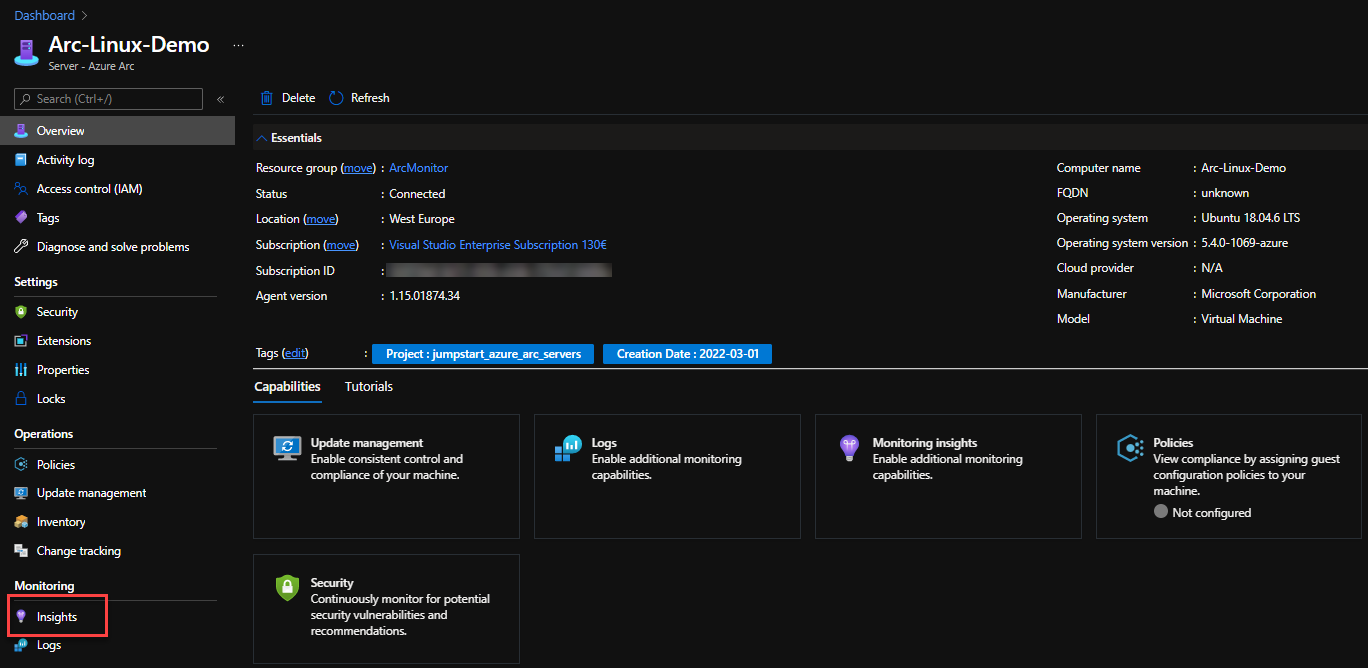 Dashboard >
Arc-Linux-Demo ...
Server - Azure Arc
Search (Ctrl+/) «
Overview
Activity log
Access control (IAM)
Tags
Diagnose and solve problems
Settings
Security
Extensions
Properties
Locks
Operations
Policies
Update management
Inventory
Change tracking
Monitoring
Insights
Logs
Delete Refresh
Essentials
Resource group (move) : ArcMonitor
Status : Connected
Location (move) : West Europe
Subscription (move) : Visual Studio Enterprise Subscription 130€
Subscription ID :
Agent version : 1.15.01874.34
Computer name : Arc-Linux-Demo
FQDN : unknown
Operating system : Ubuntu 18.04.6 LTS
Operating system version : 5.4.0-1069-azure
Cloud provider : N/A
Manufacturer : Microsoft Corporation
Model : Virtual Machine
Tags (edit) : Project : jumpstart_azure_arc_servers Creation Date : 2022-03-01
Capabilities Tutorials
Update management
Enable consistent control and
compliance of your machine.
Logs
Enable additional monitoring
capabilities.
Monitoring insights
Enable additional monitoring
capabilities.
Policies
View compliance by assigning guest
configuration policies to your
machine.
Not configured
Security
Continuously monitor for potential
security vulnerabilities and
recommendations.